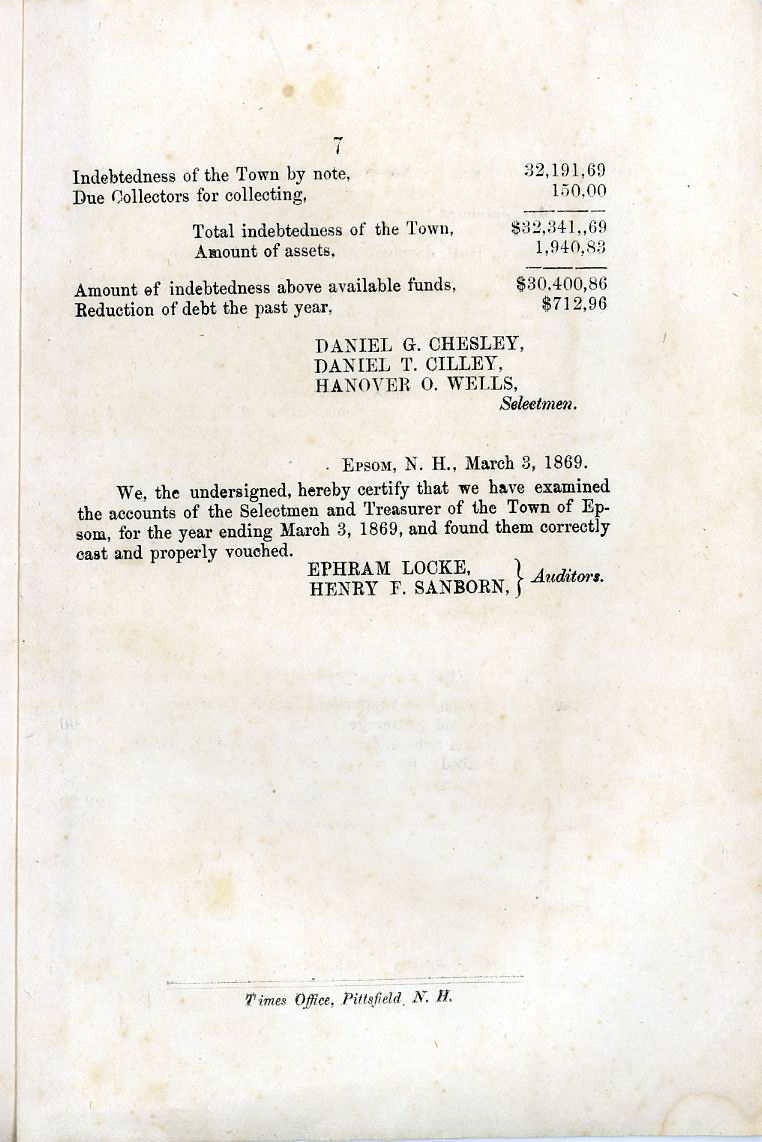 7
Indebtedness of the Town by note, 32,191,69
Due Collectors for collecting, 150,00
Total indebtedness of the Town, $32,341,,69
Amount of assets, 1,940,83
Amount of indebtedness above available funds, $30,400,86
Reduction of debt the past year, $712,96
DANIEL G. CHESLEY,
DANIEL T. CILLEY,
HANOVER O. WELLS,
Selectmen.
EPSOM, N. H., March 3, 1869.
We, the undersigned, hereby certify that we have examined
the accounts of the Selectmen and Treasurer of the Town of Ep-
som, for the year ending March 3, 1869, and found them correctly
cast and properly vouched.
EPHRAM LOCKE,
HENRY F. SANBORN, } Auditors.
Times Office, Pittsfield, N. H.